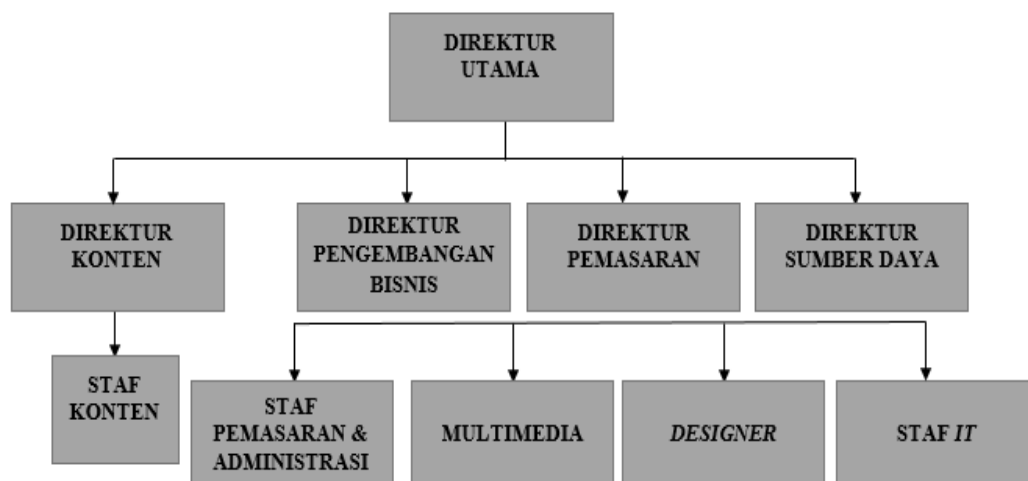 DIREKTUR
UTAMA
DIREKTUR
KONTEN
DIREKTUR
PENGEMBANGAN
BISNIS
DIREKTUR
PEMASARAN
DIREKTUR
SUMBER DAYA
STAF
KONTEN
STAF
PEMASARAN &
ADMINISTRASI
MULTIMEDIA
DESIGNER
STAF IT